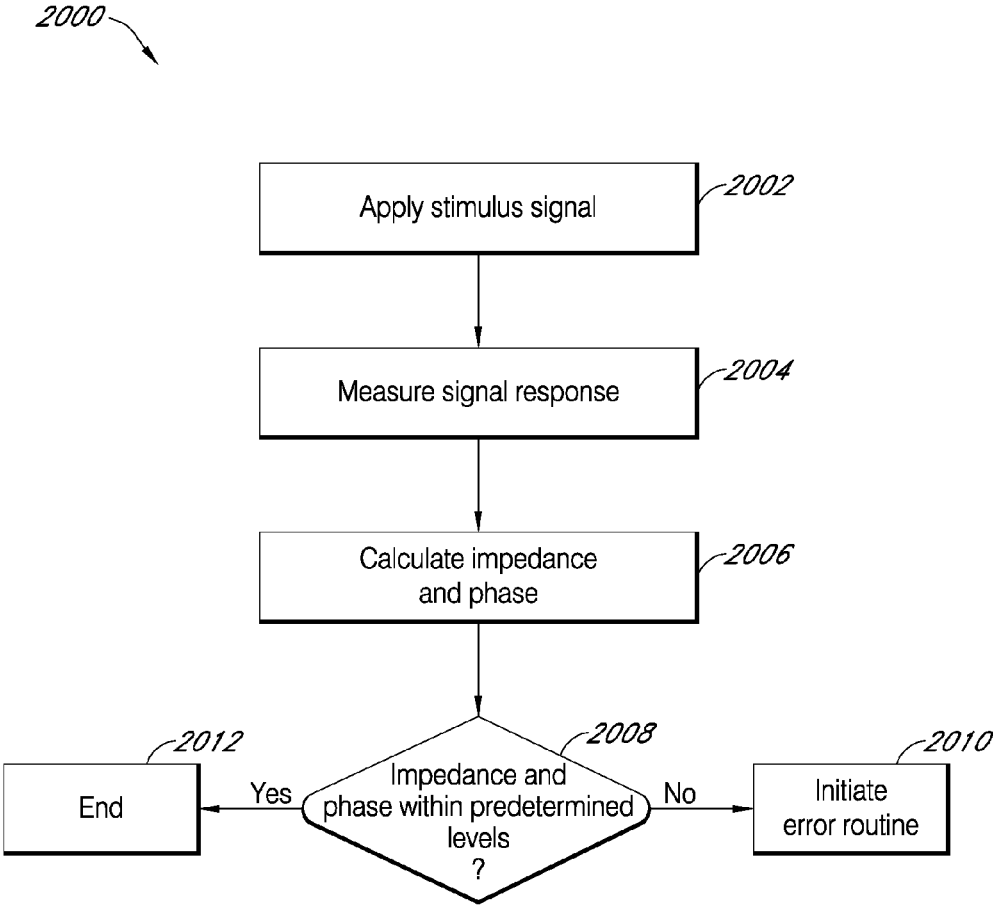 2000
Apply stimulus signal
2002
Measure signal response
2004
Calculate impedance
and phase
2006
2008
Impedance and
phase within predetermined
levels
?
Yes
No
2012
End
2010
Initiate
error routine